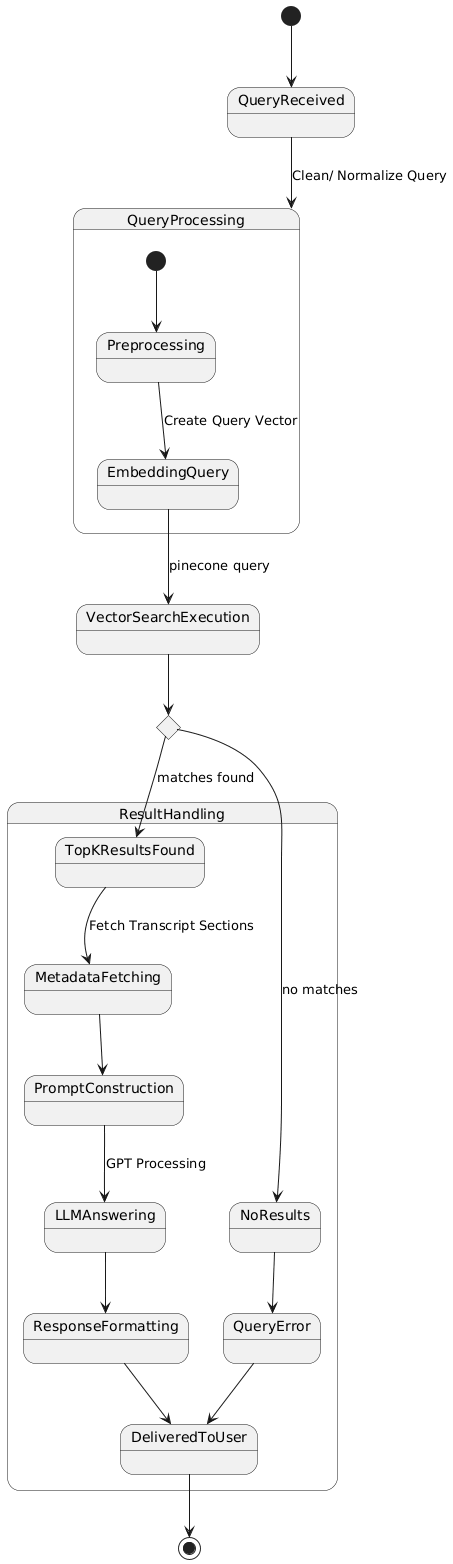 QueryReceived
Clean/ Normalize Query
QueryProcessing
Preprocessing
Create Query Vector
EmbeddingQuery
pinecone query
VectorSearchExecution
matches found
ResultHandling
TopKResultsFound
Fetch Transcript Sections
MetadataFetching
no matches
PromptConstruction
GPT Processing
LLMAnswering
NoResults
ResponseFormatting
QueryError
DeliveredToUser